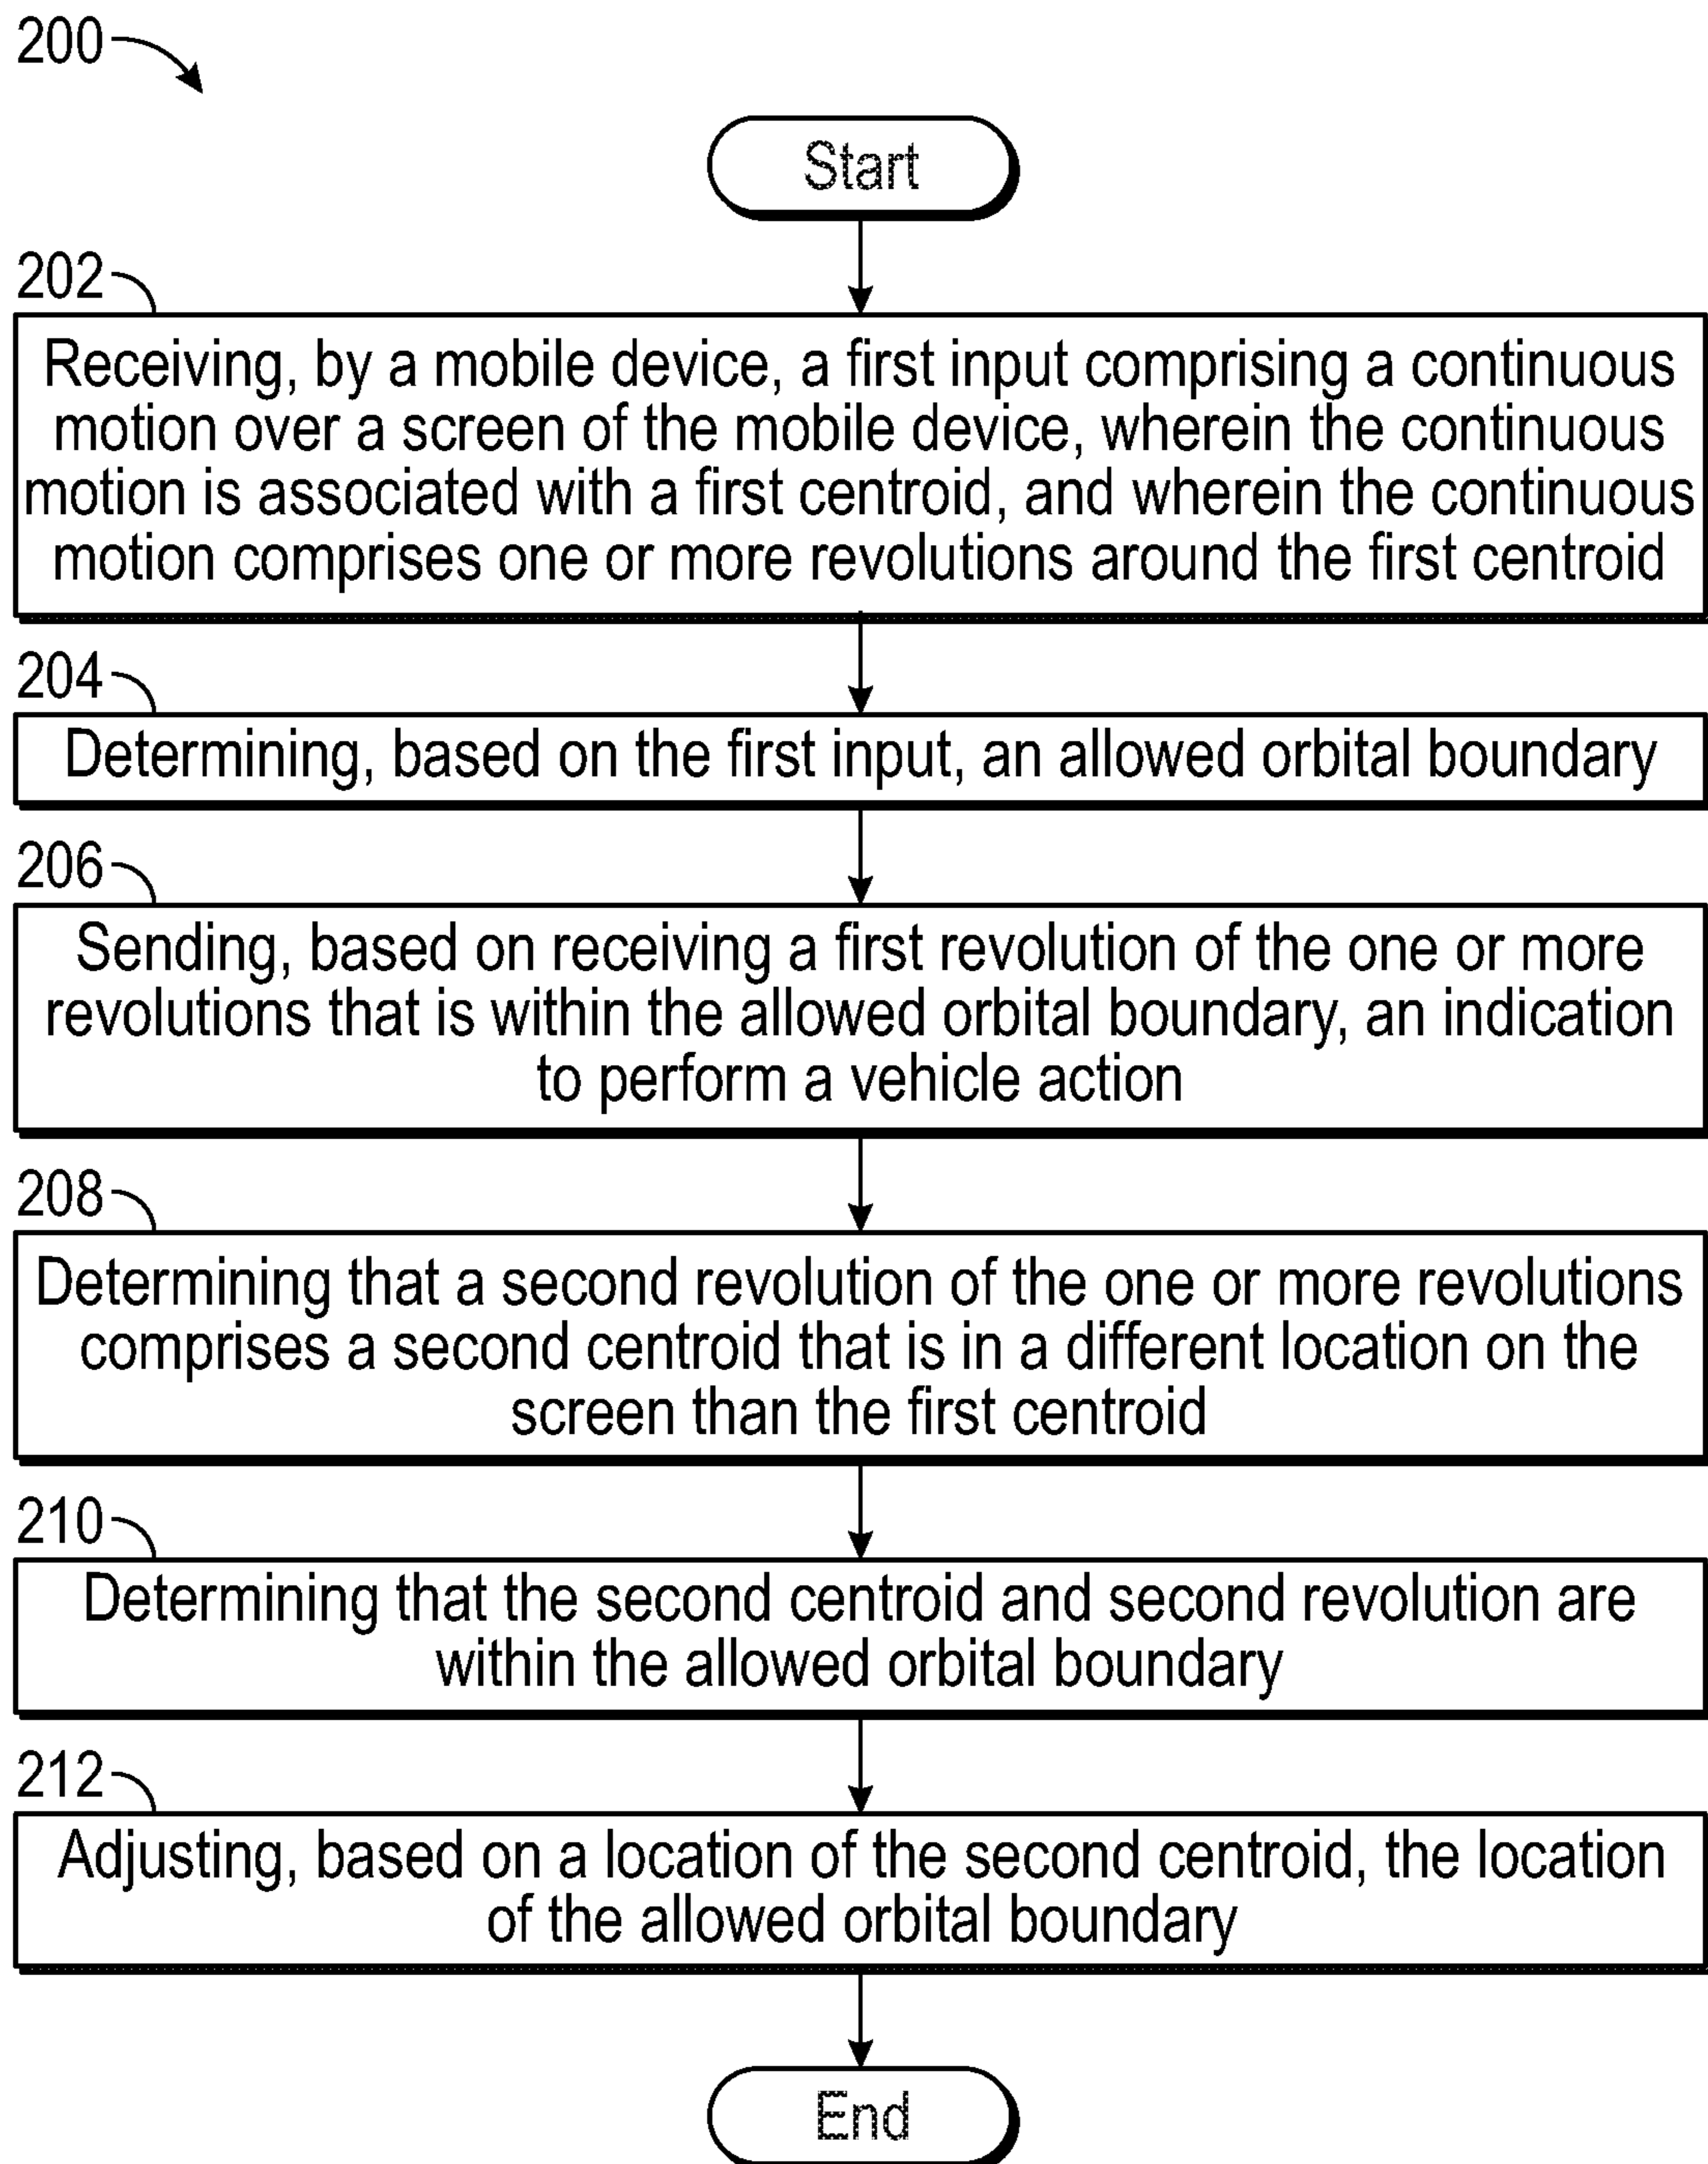 200
Start
202
Receiving, by a mobile device, a first input comprising a continuous
motion over a screen of the mobile device, wherein the continuous
motion is associated with a first centroid, and wherein the continuous
motion comprises one or more revolutions around the first centroid
204
Determining, based on the first input, an allowed orbital boundary
206
Sending, based on receiving a first revolution of the one or more
revolutions that is within the allowed orbital boundary, an indication
to perform a vehicle action
208
Determining that a second revolution of the one or more revolutions
comprises a second centroid that is in a different location on the
screen than the first centroid
210
Determining that the second centroid and second revolution are
within the allowed orbital boundary
212
Adjusting, based on a location of the second centroid, the location
of the allowed orbital boundary
End